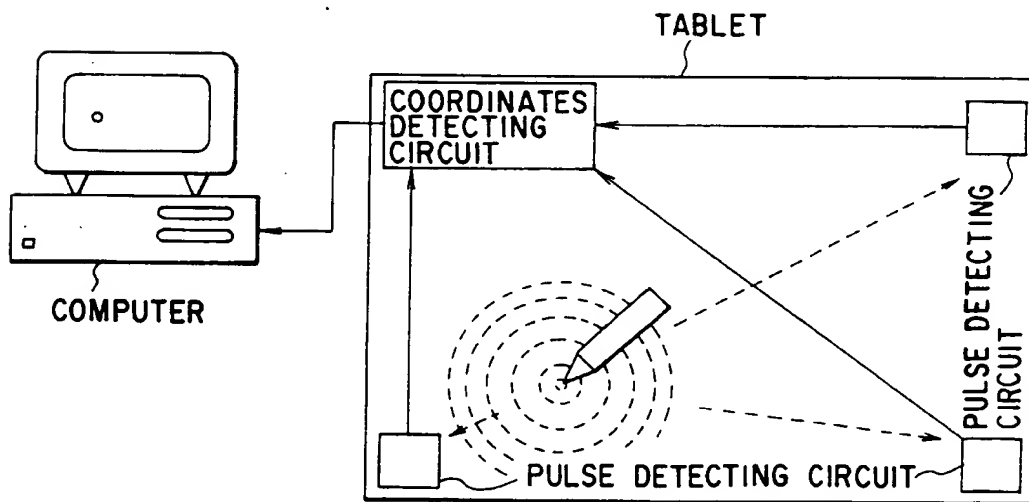 TABLET
COORDINATES
DETECTING
CIRCUIT
COMPUTER
PULSE DETECTING
CIRCUIT
PULSE DETECTING CIRCUIT